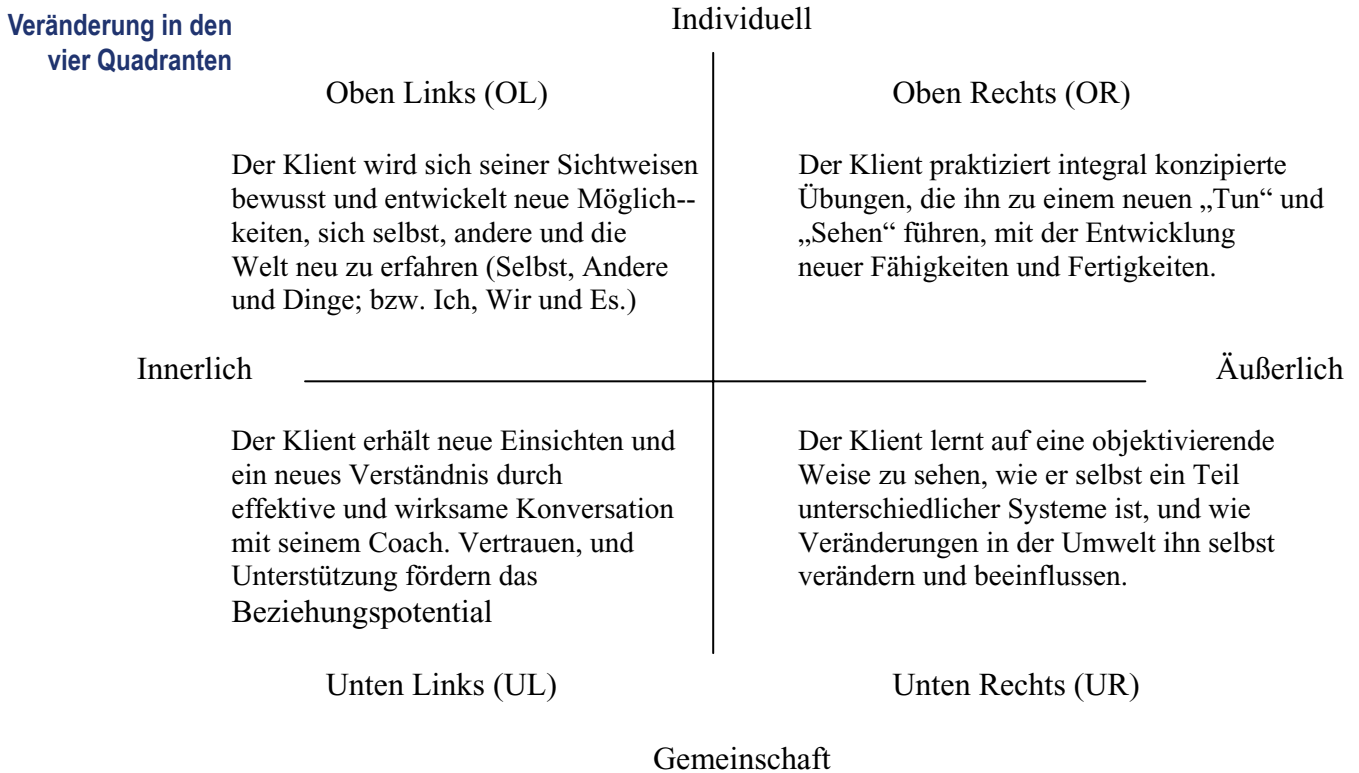 Veränderung in den
vier Quadranten
Individuell
Oben Links (OL)
Der Klient wird sich seiner Sichtweisen
bewusst und entwickelt neue Möglich--
keiten, sich selbst, andere und die
Welt neu zu erfahren (Selbst, Andere
und Dinge; bzw. Ich, Wir und Es.)
Oben Rechts (OR)
Der Klient praktiziert integral konzipierte
Übungen, die ihn zu einem neuen „Tun“ und
„Sehen“ führen, mit der Entwicklung
neuer Fähigkeiten und Fertigkeiten.
Innerlich
Äußerlich
Der Klient erhält neue Einsichten und
ein neues Verständnis durch
effektive und wirksame Konversation
mit seinem Coach. Vertrauen, und
Unterstützung fördern das
Beziehungspotential
Unten Links (UL)
Der Klient lernt auf eine objektivierende
Weise zu sehen, wie er selbst ein Teil
unterschiedlicher Systeme ist, und wie
Veränderungen in der Umwelt ihn selbst
verändern und beeinflussen.
Unten Rechts (UR)
Gemeinschaft